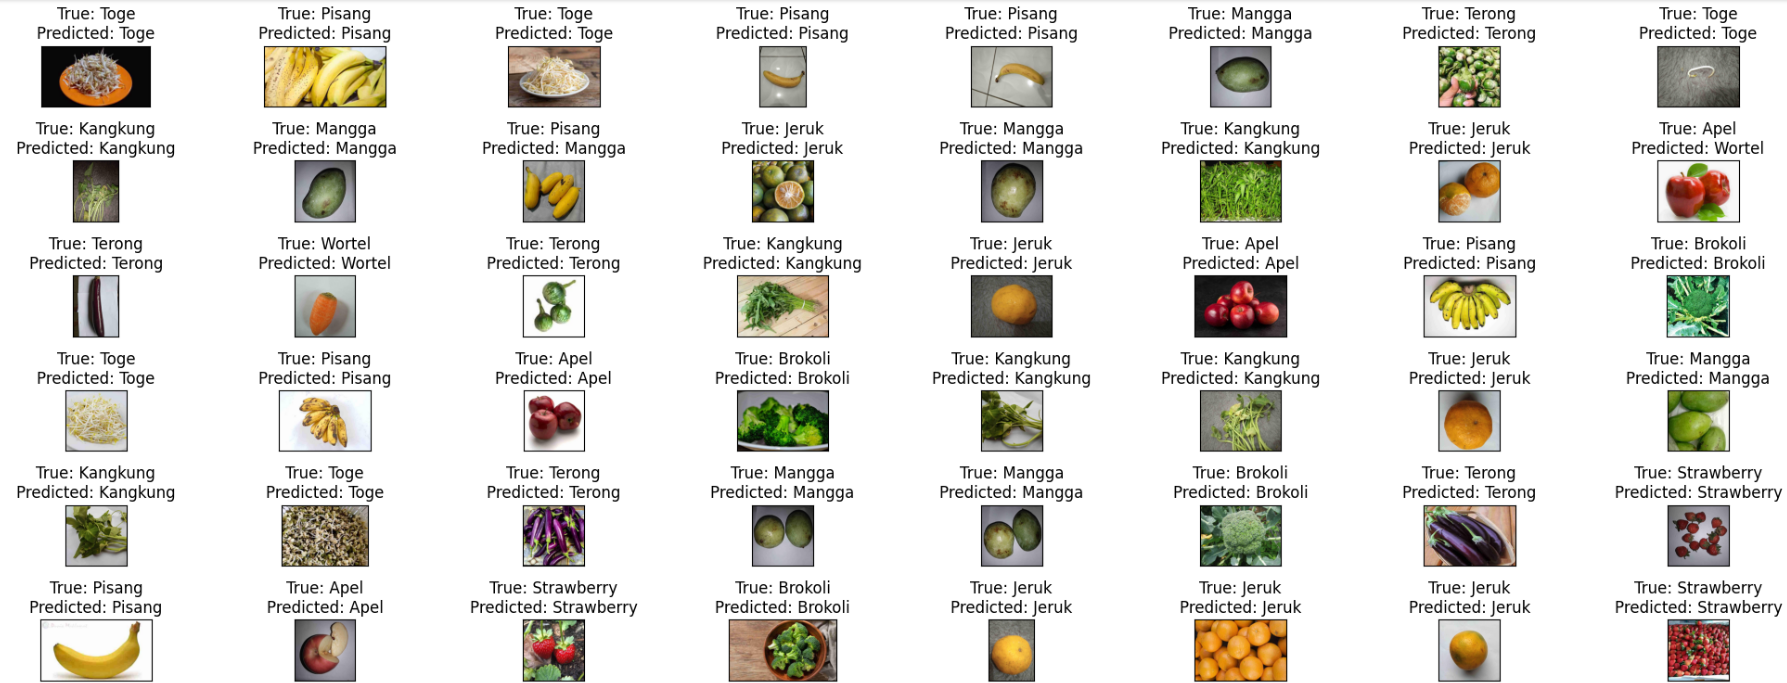 True: Toge
Predicted: Toge
True: Pisang
Predicted: Pisang
True: Toge
Predicted: Toge
True: Pisang
Predicted: Pisang
True: Pisang
Predicted: Pisang
True: Mangga
Predicted: Mangga
True: Terong
Predicted: Terong
True: Toge
Predicted: Toge
True: Kangkung
Predicted: Kangkung
True: Mangga
Predicted: Mangga
True: Pisang
Predicted: Mangga
True: Jeruk
Predicted: Jeruk
True: Mangga
Predicted: Mangga
True: Kangkung
Predicted: Kangkung
True: Jeruk
Predicted: Jeruk
True: Apel
Predicted: Wortel
True: Terong
Predicted: Terong
True: Wortel
Predicted: Wortel
True: Terong
Predicted: Terong
True: Kangkung
Predicted: Kangkung
True: Jeruk
Predicted: Jeruk
True: Apel
Predicted: Apel
True: Pisang
Predicted: Pisang
True: Brokoli
Predicted: Brokoli
True: Toge
Predicted: Toge
True: Pisang
Predicted: Pisang
True: Apel
Predicted: Apel
True: Brokoli
Predicted: Brokoli
True: Kangkung
Predicted: Kangkung
True: Kangkung
Predicted: Kangkung
True: Jeruk
Predicted: Jeruk
True: Mangga
Predicted: Mangga
True: Kangkung
Predicted: Kangkung
True: Toge
Predicted: Toge
True: Terong
Predicted: Terong
True: Mangga
Predicted: Mangga
True: Mangga
Predicted: Mangga
True: Brokoli
Predicted: Brokoli
True: Terong
Predicted: Terong
True: Strawberry
Predicted: Strawberry
True: Pisang
Predicted: Pisang
True: Apel
Predicted: Apel
True: Strawberry
Predicted: Strawberry
True: Brokoli
Predicted: Brokoli
True: Jeruk
Predicted: Jeruk
True: Jeruk
Predicted: Jeruk
True: Jeruk
Predicted: Jeruk
True: Strawberry
Predicted: Strawberry